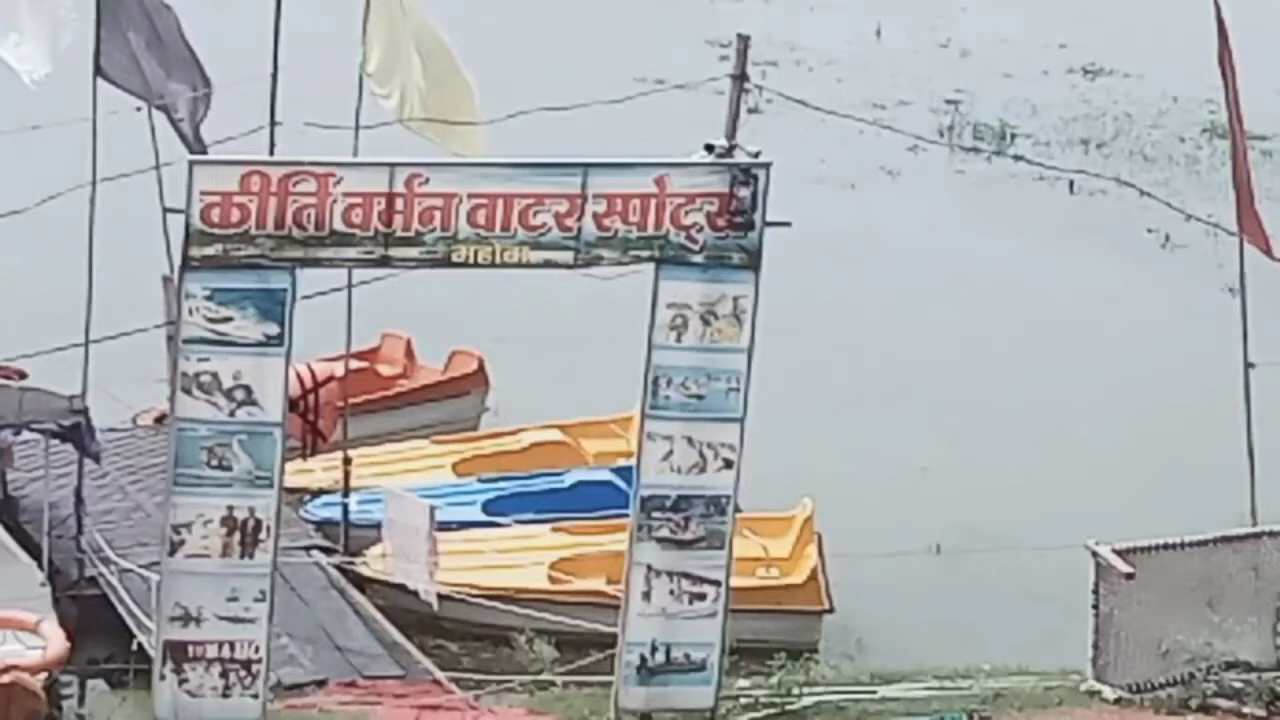 कीर्ति वर्मन वाटर स्पोर्ट्स
महोबा